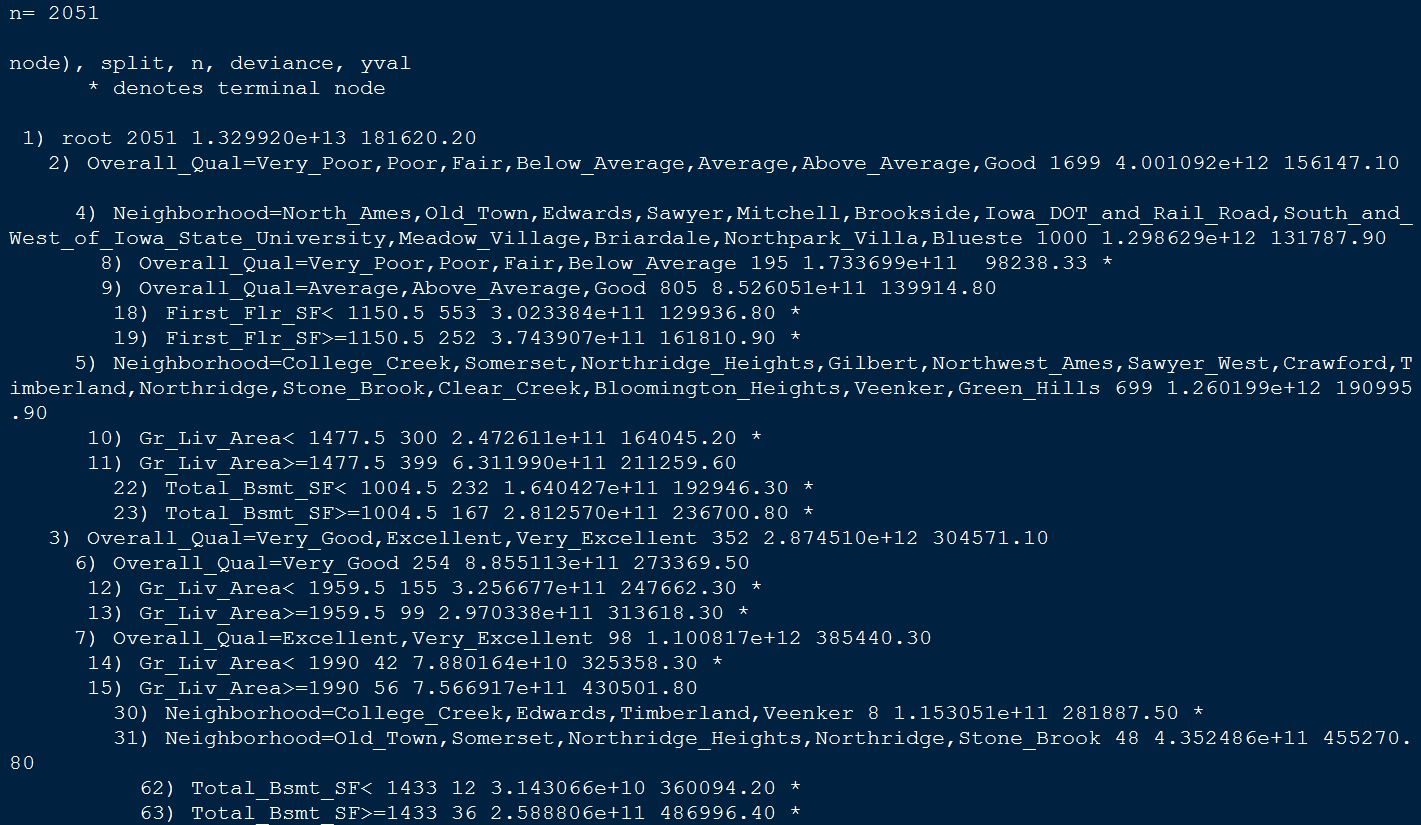 n= 2051
node), split, n, deviance, yval
* denotes terminal node
1) root 2051 1.329920e+13 181620.20
2) Overall_Qual=Very_Poor,Poor,Fair,Below_Average,Average,Above_Average,Good 1699 4.001092e+12 156147.10
4) Neighborhood=North_Ames,Old_Town,Edwards,Sawyer,Mitchell,Brookside,Iowa_DOT_and_Rail_Road,South_and_
West_of_Iowa_State_University,Meadow_Village,Briardale,Northpark_Villa,Blueste 1000 1.298629e+12 131787.90
8) Overall_Qual=Very_Poor,Poor,Fair,Below_Average 195 1.733699e+11  98238.33 *
9) Overall_Qual=Average,Above_Average,Good 805 8.526051e+11 139914.80
18) First_Flr_SF< 1150.5 553 3.023384e+11 129936.80 *
19) First_Flr_SF>=1150.5 252 3.743907e+11 161810.90 *
5) Neighborhood=College_Creek,Somerset,Northridge_Heights,Gilbert,Northwest_Ames,Sawyer_West,Crawford,T
imberland,Northridge,Stone_Brook,Clear_Creek,Bloomington_Heights,Veenker,Green_Hills 699 1.260199e+12 190995
.90
10) Gr_Liv_Area< 1477.5 300 2.472611e+11 164045.20 *
11) Gr_Liv_Area>=1477.5 399 6.311990e+11 211259.60
22) Total_Bsmt_SF< 1004.5 232 1.640427e+11 192946.30 *
23) Total_Bsmt_SF>=1004.5 167 2.812570e+11 236700.80 *
3) Overall_Qual=Very_Good,Excellent,Very_Excellent 352 2.874510e+12 304571.10
6) Overall_Qual=Very_Good 254 8.855113e+11 273369.50
12) Gr_Liv_Area< 1959.5 155 3.256677e+11 247662.30 *
13) Gr_Liv_Area>=1959.5 99 2.970338e+11 313618.30 *
7) Overall_Qual=Excellent,Very_Excellent 98 1.100817e+12 385440.30
14) Gr_Liv_Area< 1990 42 7.880164e+10 325358.30 *
15) Gr_Liv_Area>=1990 56 7.566917e+11 430501.80
30) Neighborhood=College_Creek,Edwards,Timberland,Veenker 8 1.153051e+11 281887.50 *
31) Neighborhood=Old_Town,Somerset,Northridge_Heights,Northridge,Stone_Brook 48 4.352486e+11 455270.
80
62) Total_Bsmt_SF< 1433 12 3.143066e+10 360094.20 *
63) Total_Bsmt_SF>=1433 36 2.588806e+11 486996.40 *